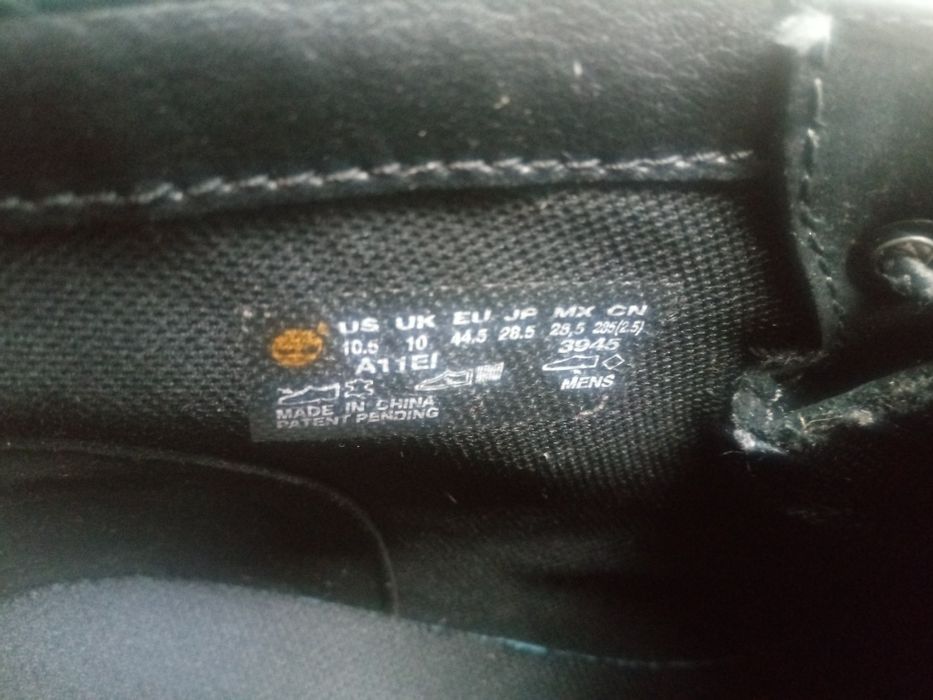 US UK EU JP MX CN
10.5 10 44.5 28.5 28,5 285(2.5)
A11EI 3945
MENS
MADE IN CHINA
PATENT PENDING